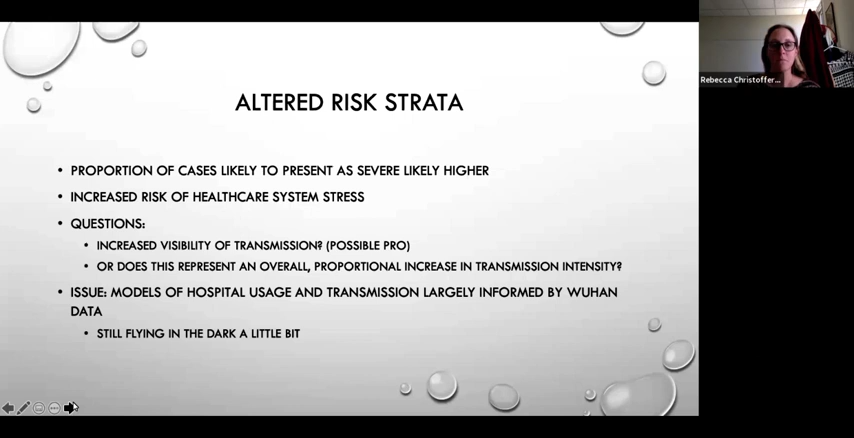 ALTERED RISK STRATA
• PROPORTION OF CASES LIKELY TO PRESENT AS SEVERE LIKELY HIGHER
• INCREASED RISK OF HEALTHCARE SYSTEM STRESS
• QUESTIONS:
• INCREASED VISIBILITY OF TRANSMISSION? (POSSIBLE PRO)
• OR DOES THIS REPRESENT AN OVERALL, PROPORTIONAL INCREASE IN TRANSMISSION INTENSITY?
• ISSUE: MODELS OF HOSPITAL USAGE AND TRANSMISSION LARGELY INFORMED BY WUHAN
DATA
• STILL FLYING IN THE DARK A LITTLE BIT
Rebecca Christoffer...